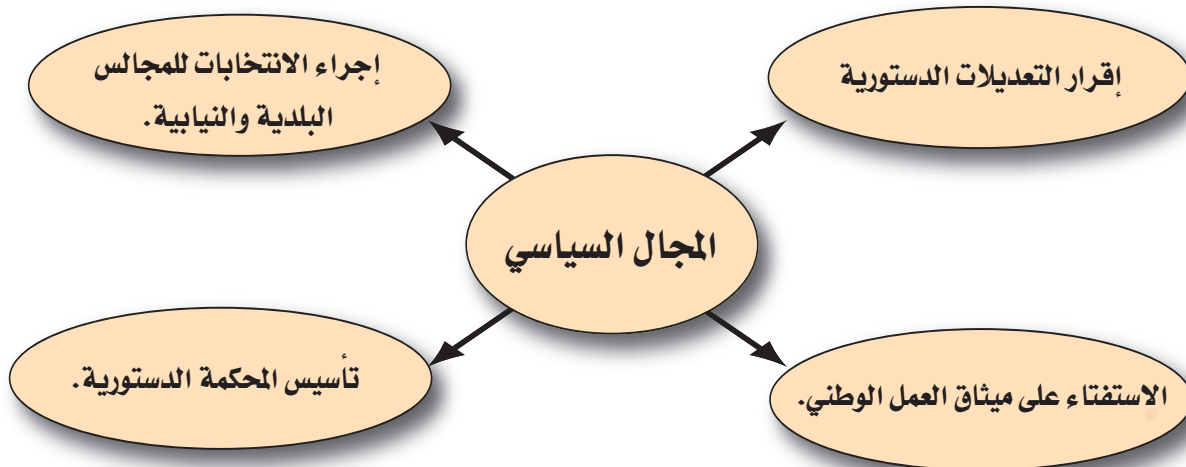 إقرار التعديلات الدستورية
إجراء الانتخابات للمجالس
البلدية والنيابية.
المجال السياسي
الاستفتاء على ميثاق العمل الوطني.
تأسيس المحكمة الدستورية.